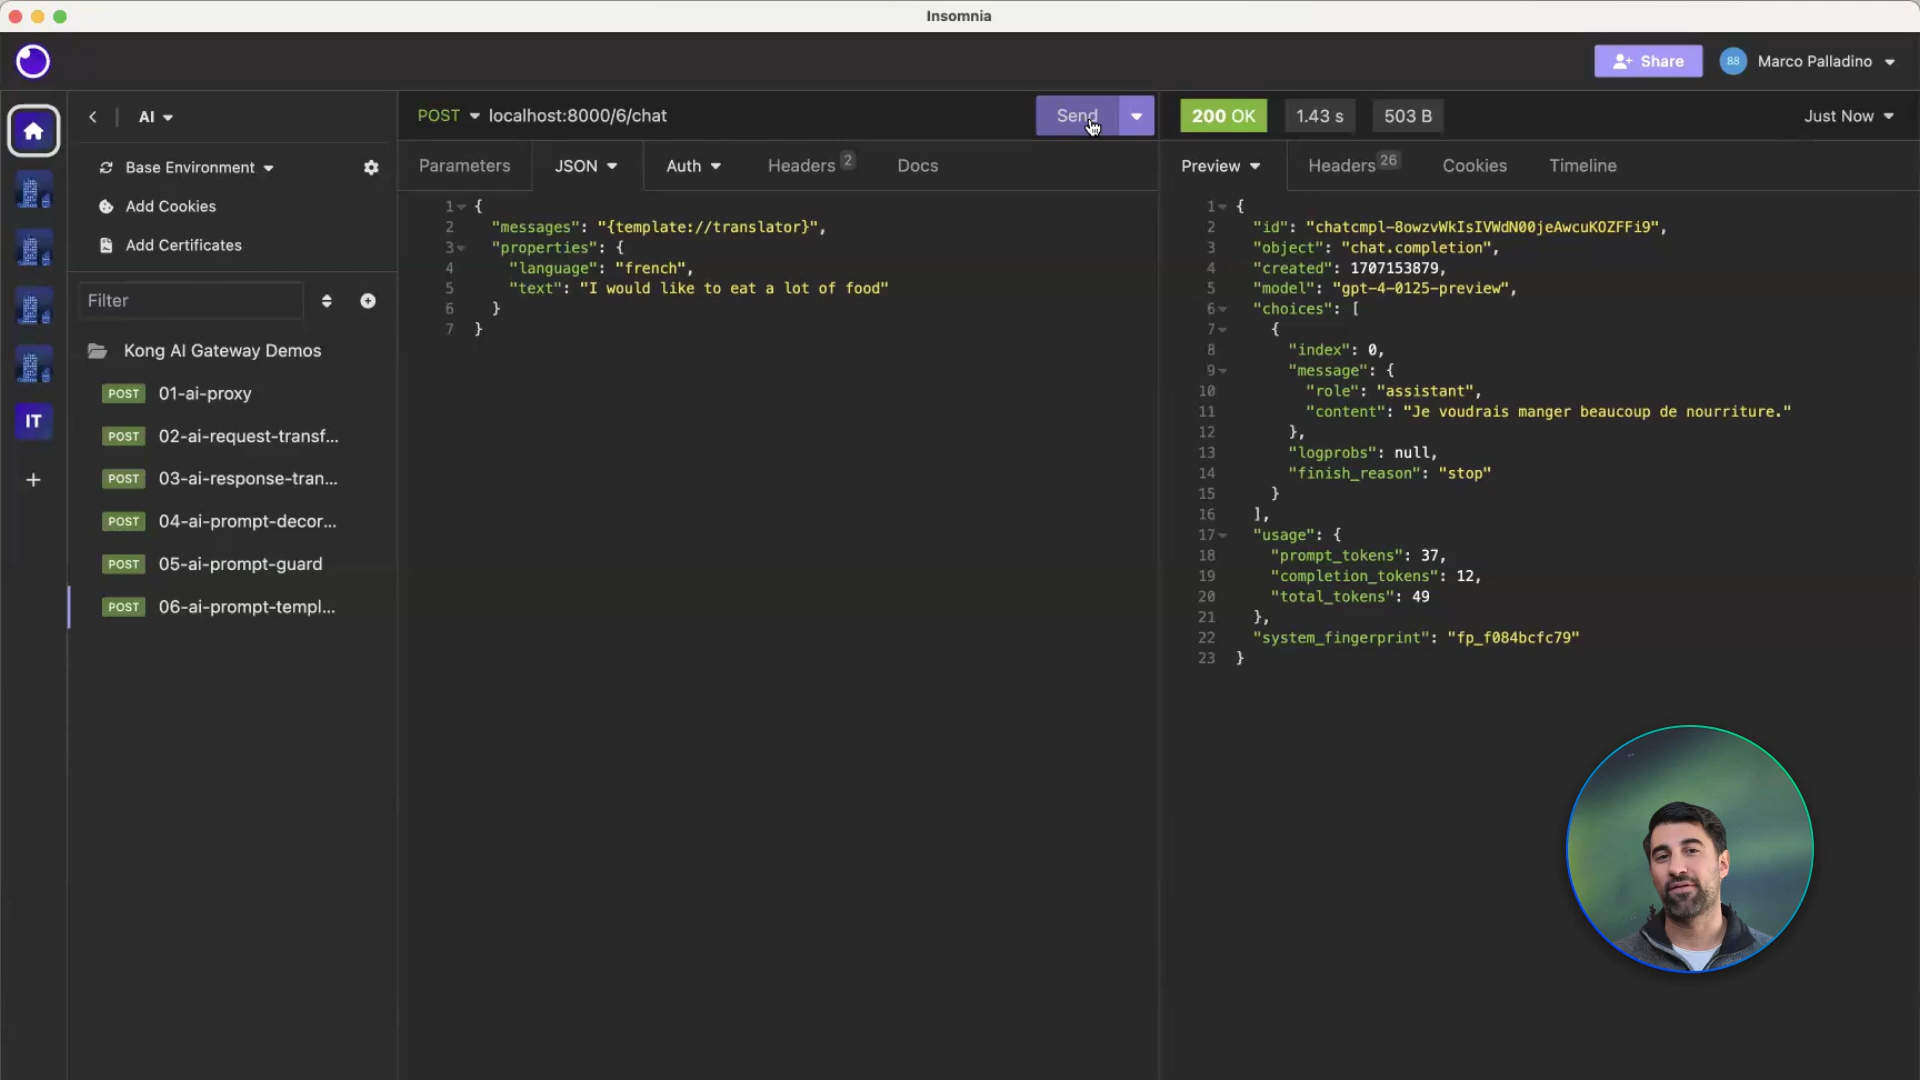 Insomnia
Share
88
Marco Palladino
AI
POST localhost:8000/6/chat
Send
200 OK
1.43 s
503 B
Just Now
Base Environment
Add Cookies
Add Certificates
Filter
Kong AI Gateway Demos
POST 01-ai-proxy
POST 02-ai-request-transf...
POST 03-ai-response-tran...
POST 04-ai-prompt-decor...
POST 05-ai-prompt-guard
POST 06-ai-prompt-templ...
IT
Parameters
JSON
Auth
Headers 2
Docs
1 {
2 "messages": "{template://translator}",
3 "properties": {
4 "language": "french",
5 "text": "I would like to eat a lot of food"
6 }
7 }
Preview
Headers 26
Cookies
Timeline
1 {
2 "id": "chatcmpl-8owzvWkIsIVWdN00jeAwcuKOZFFi9",
3 "object": "chat.completion",
4 "created": 1707153879,
5 "model": "gpt-4-0125-preview",
6 "choices": [
7 {
8 "index": 0,
9 "message": {
10 "role": "assistant",
11 "content": "Je voudrais manger beaucoup de nourriture."
12 },
13 "logprobs": null,
14 "finish_reason": "stop"
15 }
16 ],
17 "usage": {
18 "prompt_tokens": 37,
19 "completion_tokens": 12,
20 "total_tokens": 49
21 },
22 "system_fingerprint": "fp_f084bcfc79"
23 }